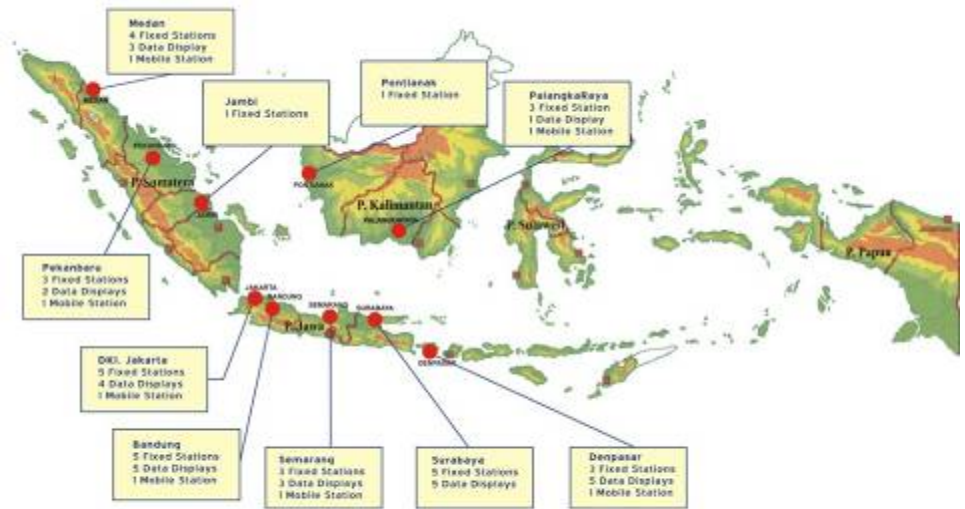 Medan
4 Fixed Stations
3 Data Display
1 Mobile Station
Jambi
1 Fixed Stations
Pontianak
1 Fixed Station
PalangkaRaya
3 Fixed Station
1 Data Display
1 Mobile Station
MEDAN
P. Sumatera
P. Kalimantan
P. Papua
Pekanbaru
3 Fixed Stations
2 Data Displays
1 Mobile Station
JAKARTA
BANDUNG
SEMARANG
SURABAYA
P. Jawa
DENPASAR
DKI. Jakarta
5 Fixed Stations
4 Data Displays
1 Mobile Station
Bandung
5 Fixed Stations
5 Data Displays
1 Mobile Station
Semarang
3 Fixed Stations
3 Data Displays
1 Mobile Station
Surabaya
5 Fixed Stations
5 Data Displays
Denpasar
3 Fixed Stations
5 Data Displays
1 Mobile Station